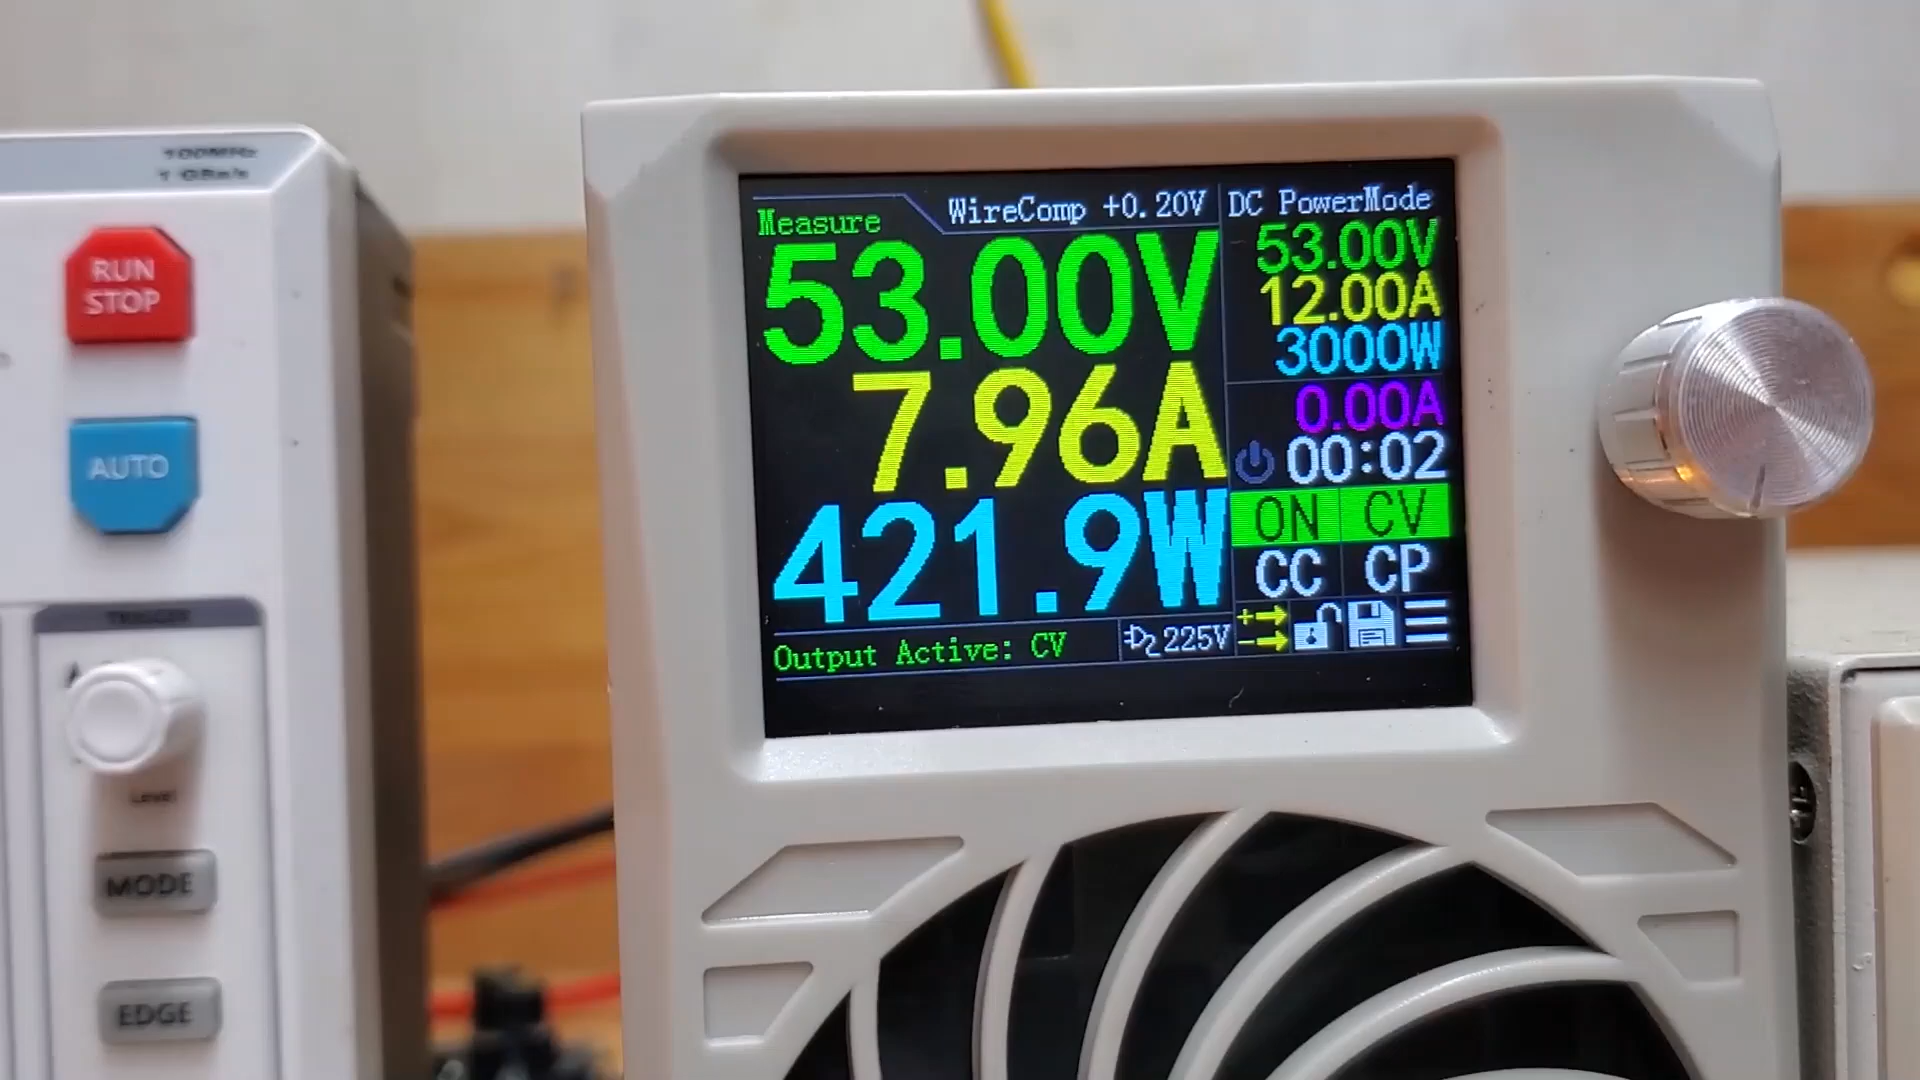 100MHz
1 GSa/s
RUN
STOP
AUTO
TRIGGER
Level
MODE
EDGE
Measure
WireComp +0.20V
DC PowerMode
53.00V
7.96A
421.9W
53.00V
12.00A
3000W
0.00A
00:02
ON CV
CC CP
Output Active: CV
225V
+
-